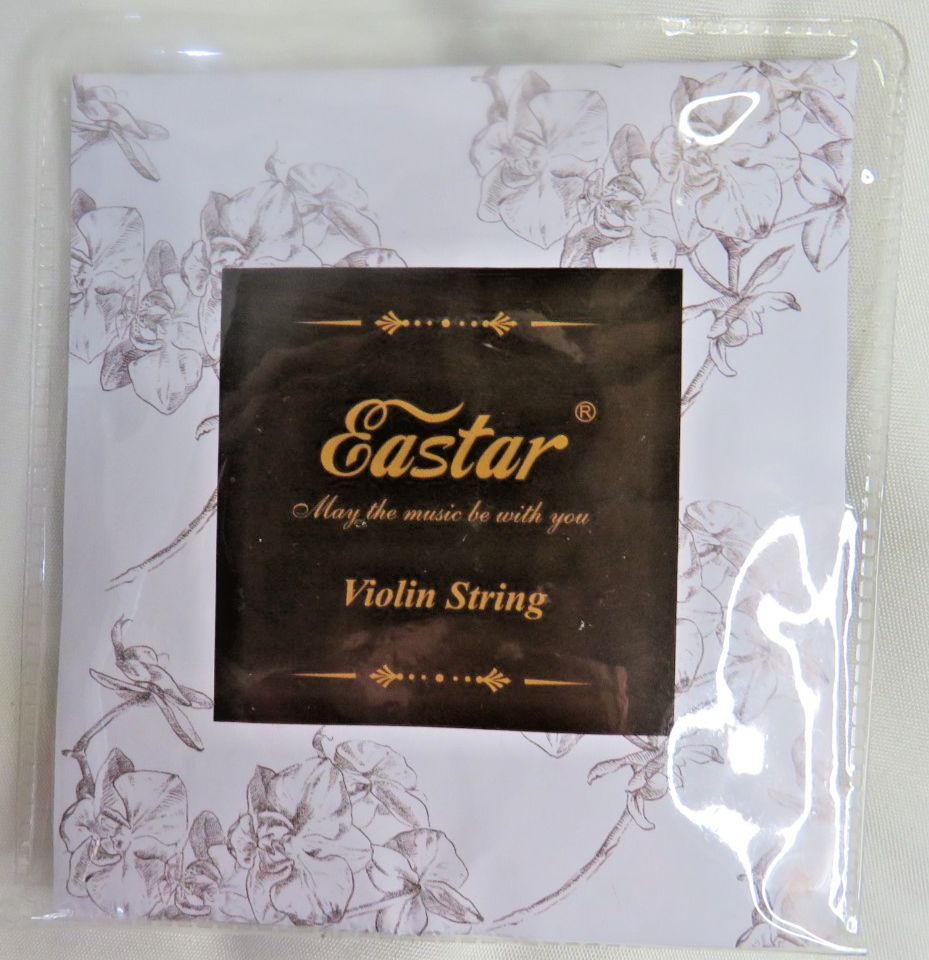 Eastar ®
May the music be with you
Violin String